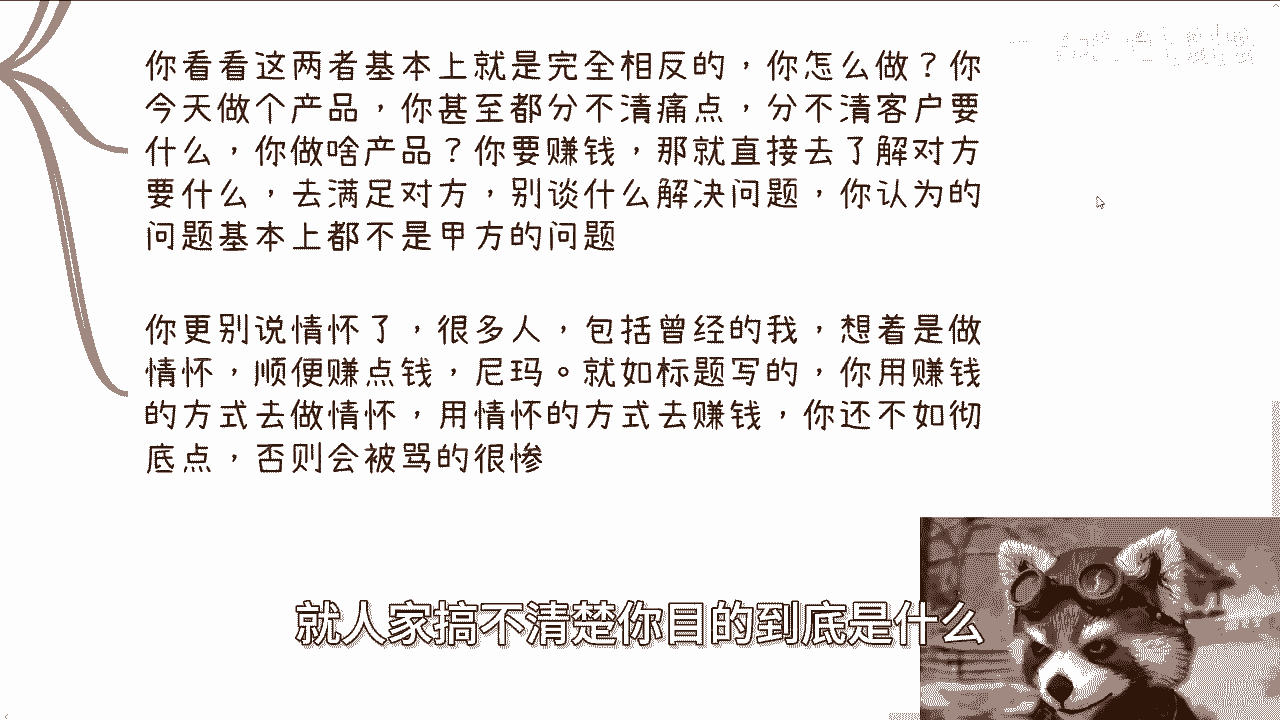 你看看这两者基本上就是完全相反的，你怎么做？你
今天做个产品，你甚至都分不清痛点，分不清客户要
什么，你做啥产品？你要赚钱，那就直接去了解对方
要什么，去满足对方，别谈什么解决问题，你认为的
问题基本上都不是甲方的问题
你更别说情怀了，很多人，包括曾经的我，想着是做
情怀，顺便赚点钱，尼玛。就如标题写的，你用赚钱
的方式去做情怀，用情怀的方式去赚钱，你还不如彻
底点，否则会被骂的很惨
就人家搞不清楚你目的到底是什么